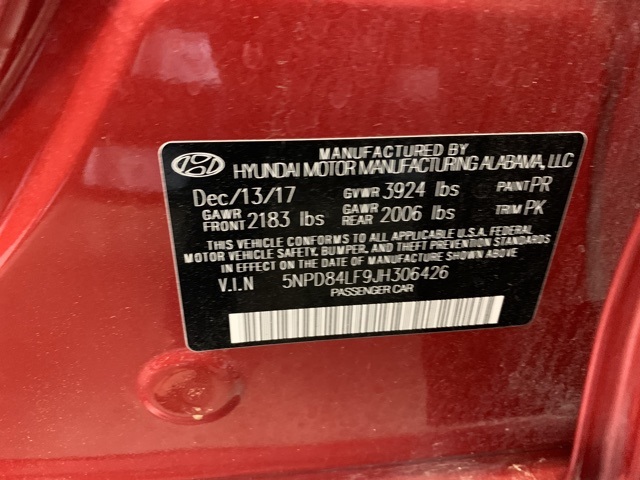 MANUFACTURED BY
HYUNDAI MOTOR MANUFACTURING ALABAMA, LLC
Dec/13/17 GVWR 3924 lbs PAINT PR
GAWR FRONT 2183 lbs GAWR REAR 2006 lbs TRIM PK
THIS VEHICLE CONFORMS TO ALL APPLICABLE U.S.A. FEDERAL
MOTOR VEHICLE SAFETY, BUMPER, AND THEFT PREVENTION STANDARDS
IN EFFECT ON THE DATE OF MANUFACTURE SHOWN ABOVE.
V.I.N 5NPD84LF9JH306426
PASSENGER CAR